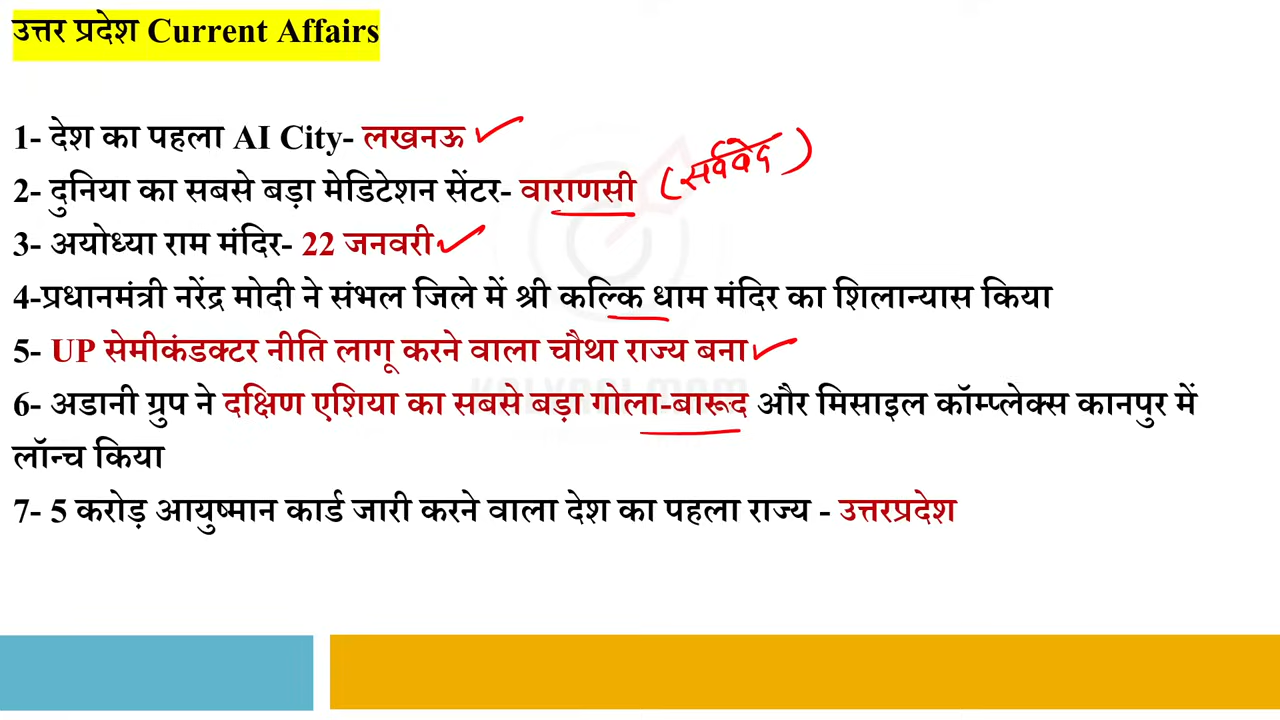 उत्तर प्रदेश Current Affairs
1- देश का पहला AI City- लखनऊ
2- दुनिया का सबसे बड़ा मेडिटेशन सेंटर- वाराणसी (सर्ववेद)
3- अयोध्या राम मंदिर- 22 जनवरी
4-प्रधानमंत्री नरेंद्र मोदी ने संभल जिले में श्री कल्कि धाम मंदिर का शिलान्यास किया
5- UP सेमीकंडक्टर नीति लागू करने वाला चौथा राज्य बना
6- अडानी ग्रुप ने दक्षिण एशिया का सबसे बड़ा गोला-बारूद और मिसाइल कॉम्प्लेक्स कानपुर में
लॉन्च किया
7- 5 करोड़ आयुष्मान कार्ड जारी करने वाला देश का पहला राज्य - उत्तरप्रदेश